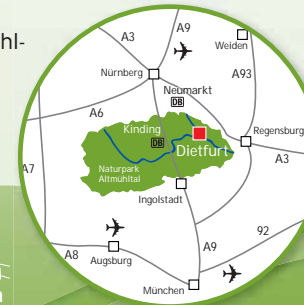 hl-
A9
A3
Weiden
Nürnberg
A93
Neumarkt
DB
A6
Kinding
DB
Regensburg
Dietfurt
A3
A7
Naturpark
Altmühltal
Ingolstadt
A9
92
A8
Augsburg
München